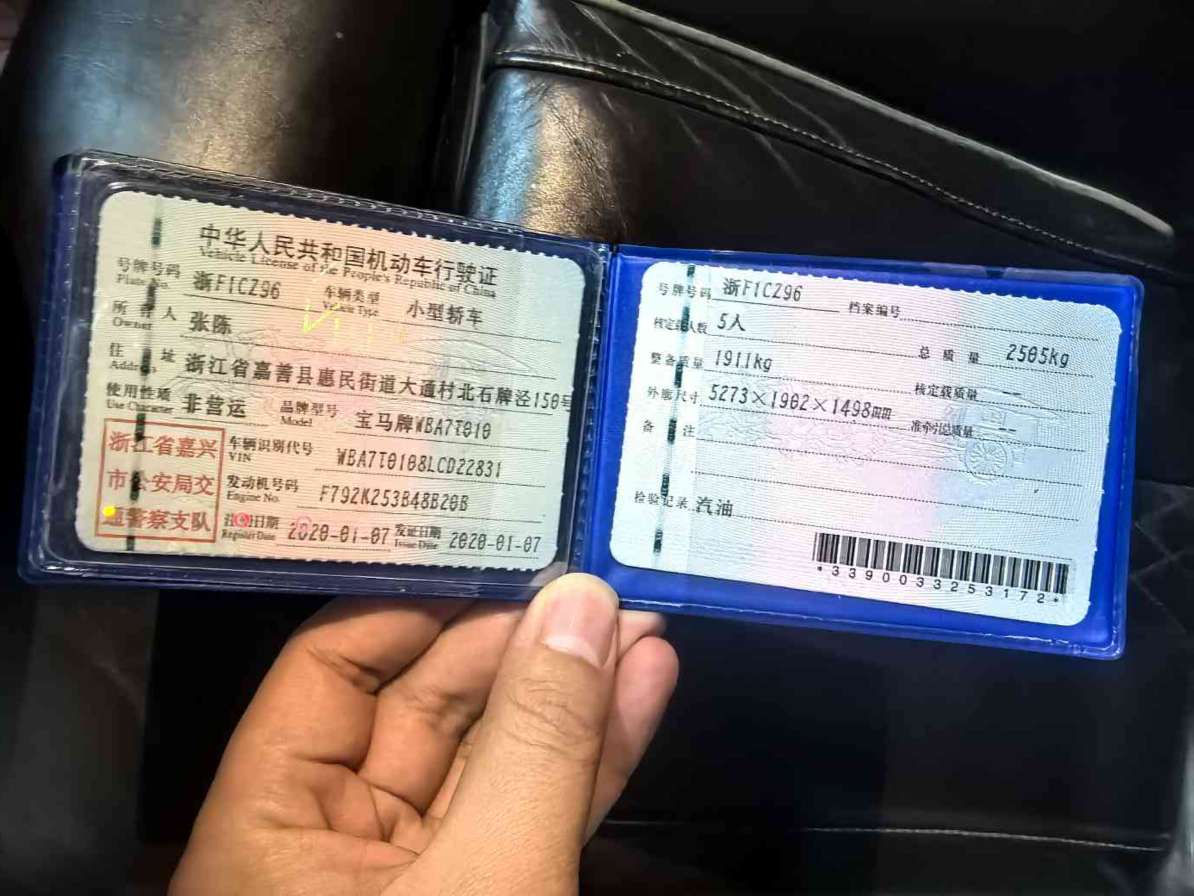 中华人民共和国机动车行驶证
Vehicle License of the People's Republic of China
号牌号码 浙F1CZ96 车辆类型 小型轿车
Plate No. Vehicle Type
所有人 张陈
Owner
住址 浙江省嘉善县惠民街道大通村北石牌泾150号
Address
使用性质 非营运 品牌型号 宝马牌WBA7T010
Use Character Model
浙江省嘉兴
市公安局交
通警察支队
车辆识别代号 WBA7T0108LCD22831
VIN
发动机号码 F792K253B48B20B
Engine No.
注册日期 2020-01-07 发证日期 2020-01-07
Register Date Issue Date
号牌号码 浙F1CZ96 档案编号
核定载人数 5人 总质量 2505kg
整备质量 1911kg 核定载质量 --
外廓尺寸 5273×1902×1498mm 准牵引总质量 --
备注
检验记录 汽油
*3390033253172*